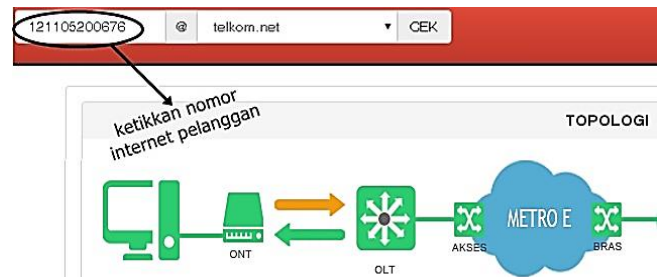 121105200676 @ telkom.net CEK
ketikkan nomor
internet pelanggan
TOPOLOGI
METRO E
ONT
AKSES
BRAS
OLT